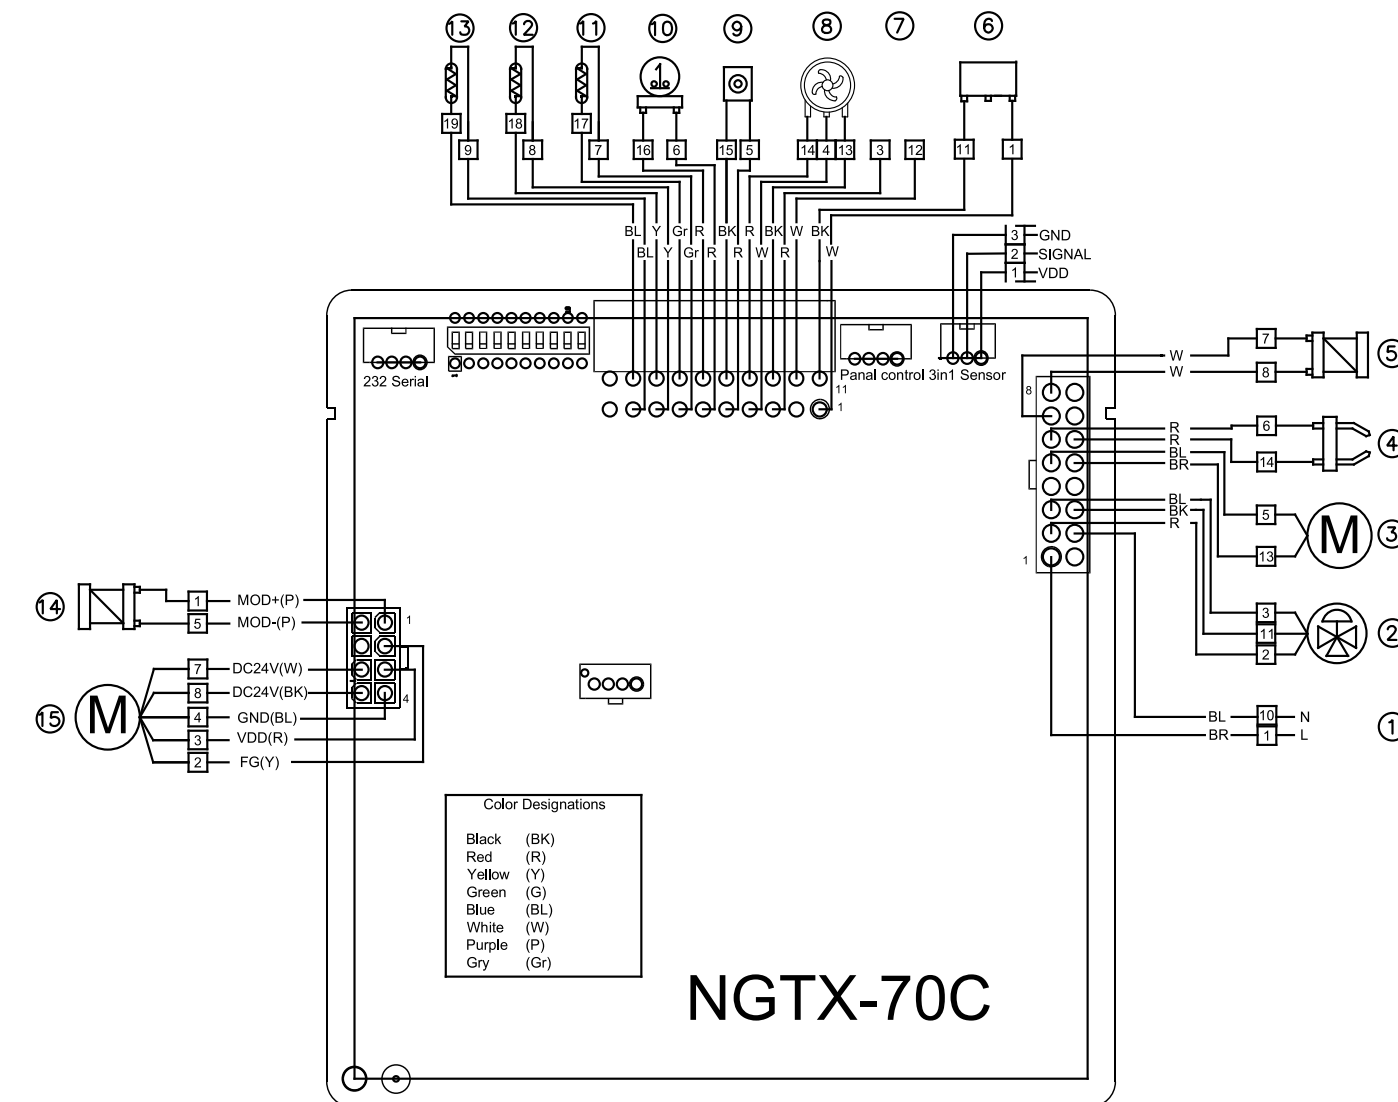 13 12 11 10 9 8 7 6
1
19 18 17
9 8 7 16 6 15 5 14 4 13 3 12 11 1
BL Y Gr R BK R BK W BK
BL Y Gr R R W R W
3 GND
2 SIGNAL
1 VDD
232 Serial
Panal control 3in1 Sensor
11
1
8
1
W 7
W 8
5
R 6
R 14
4
BL 5
BR 13
M 3
BL 3
BK 11
R 2
2
BL 10 N
BR 1 L
1
14
1 MOD+(P)
5 MOD-(P)
1
4
15 M
7 DC24V(W)
8 DC24V(BK)
4 GND(BL)
3 VDD(R)
2 FG(Y)
Color Designations
Black (BK)
Red (R)
Yellow (Y)
Green (G)
Blue (BL)
White (W)
Purple (P)
Gry (Gr)
NGTX-70C